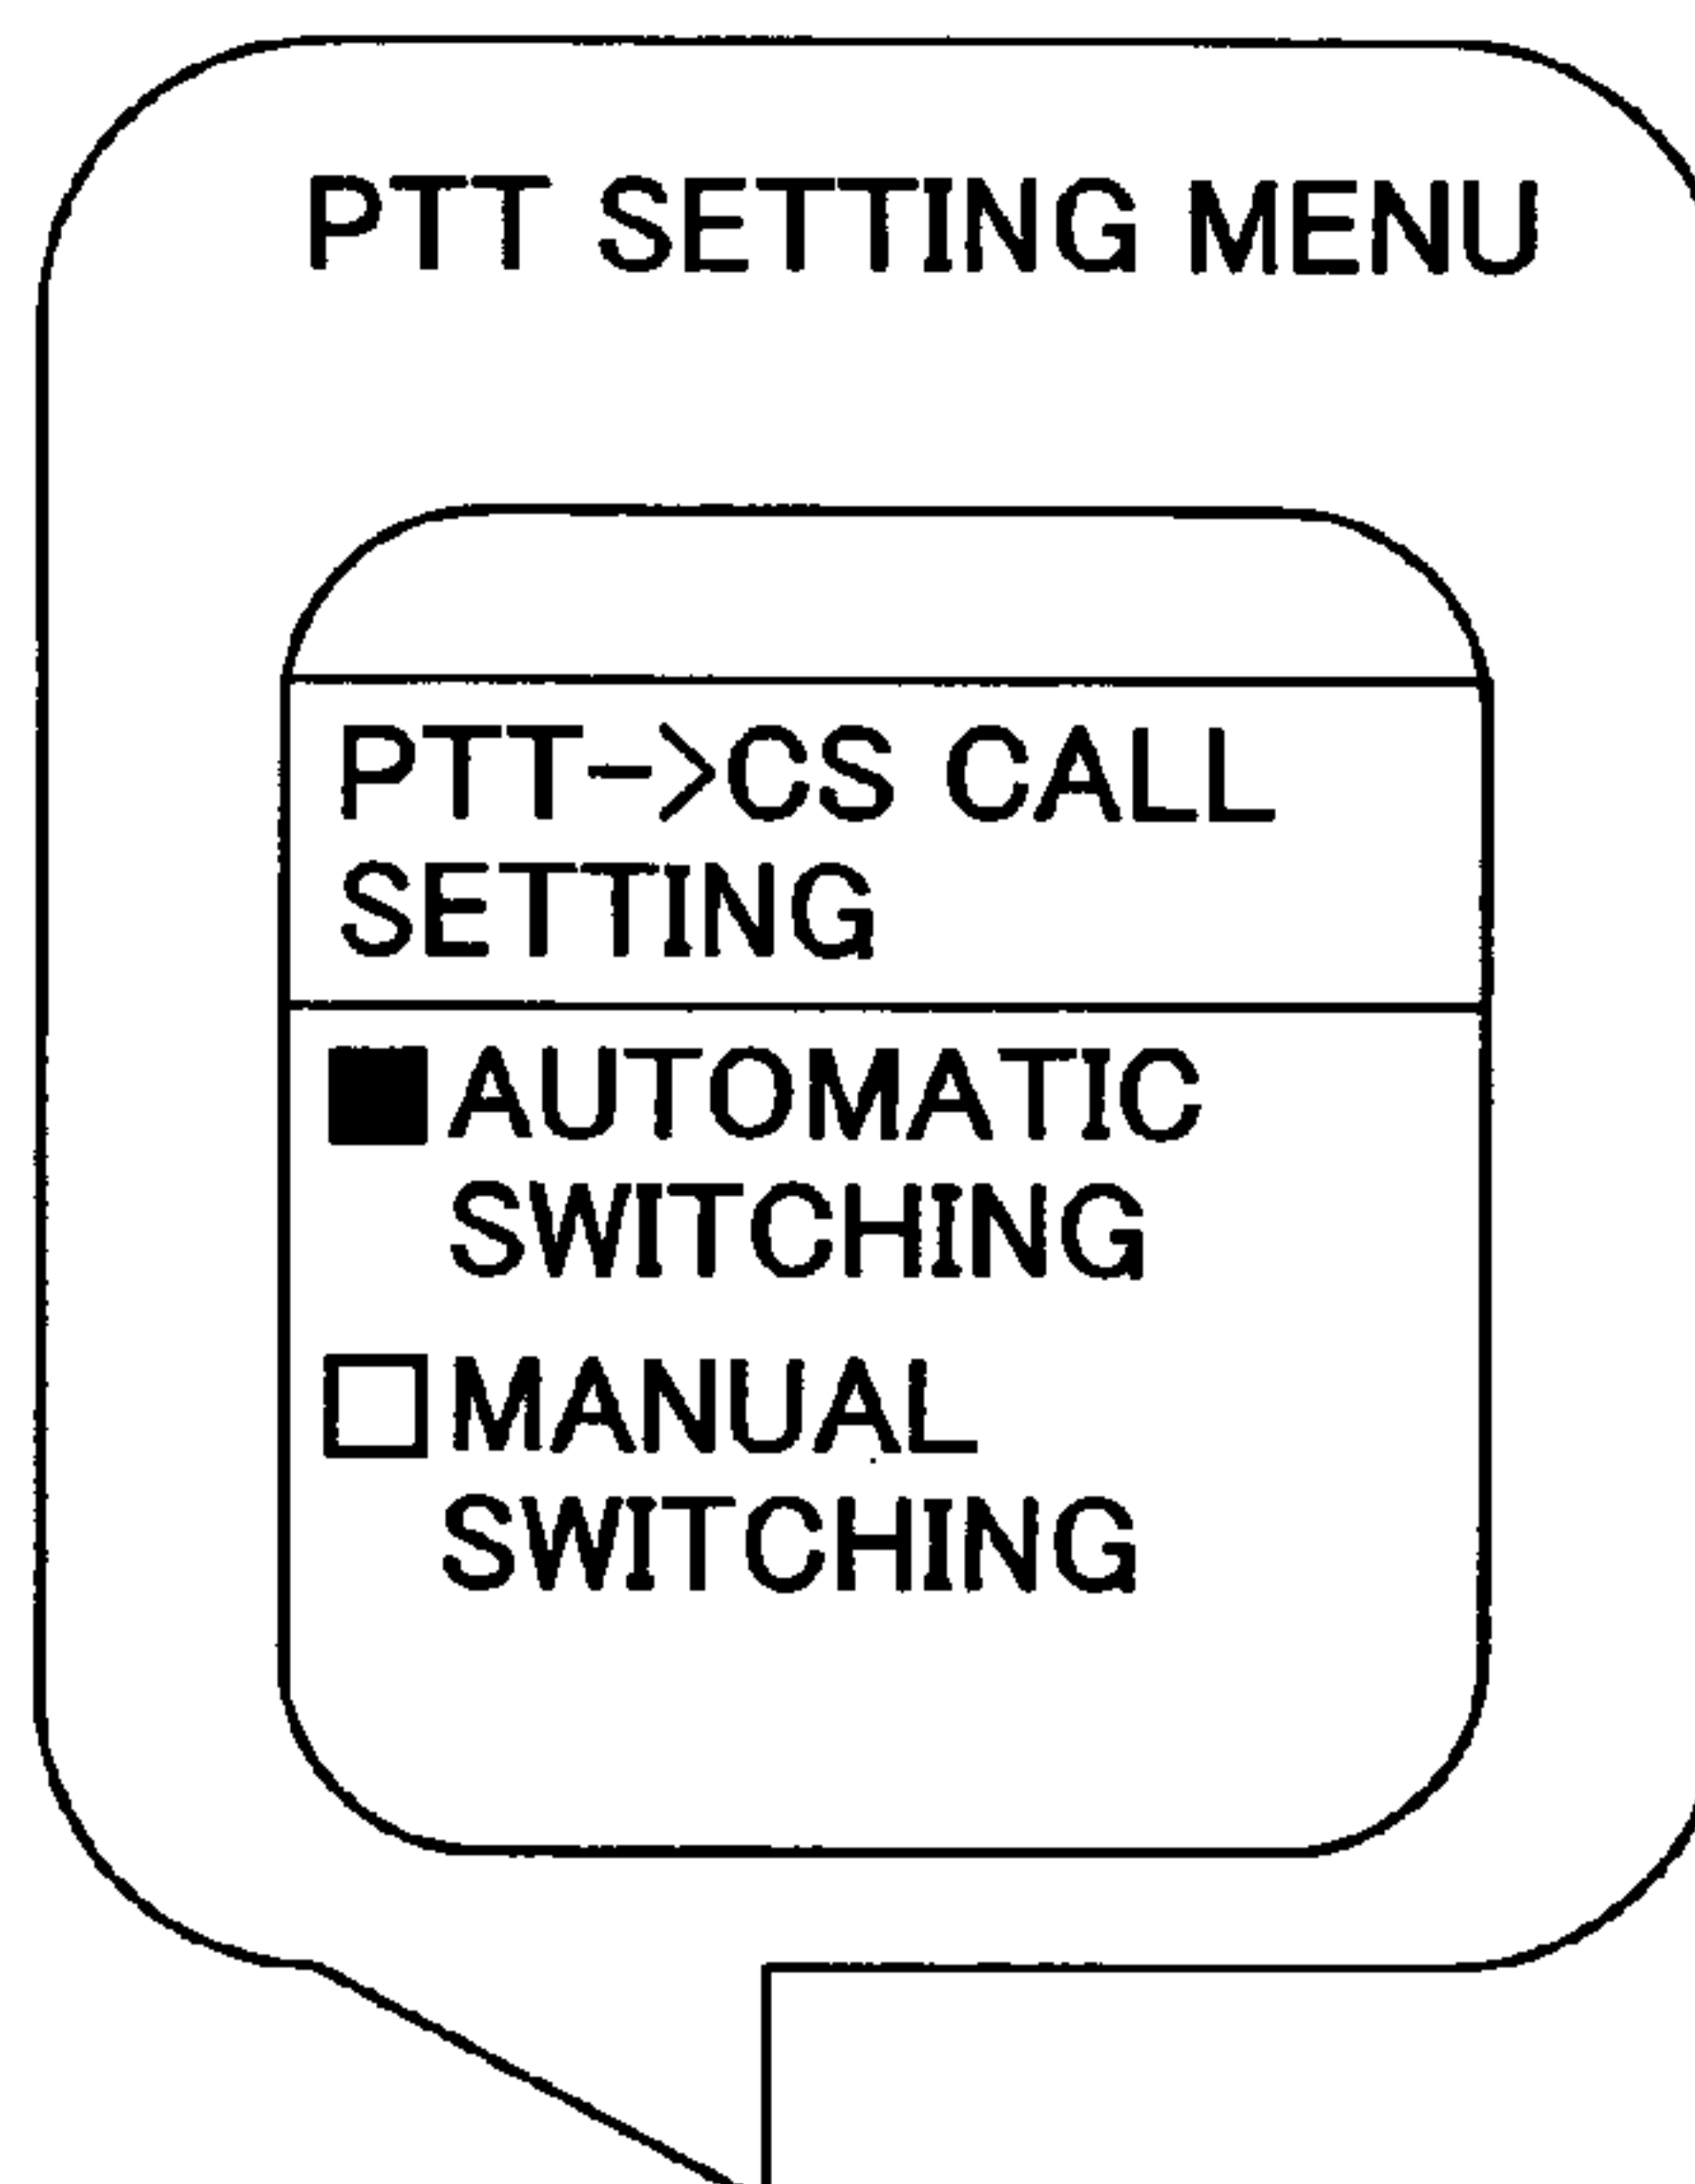 PTT SETTING MENU
PTT->CS CALL
SETTING
AUTOMATIC
SWITCHING
MANUAL
SWITCHING